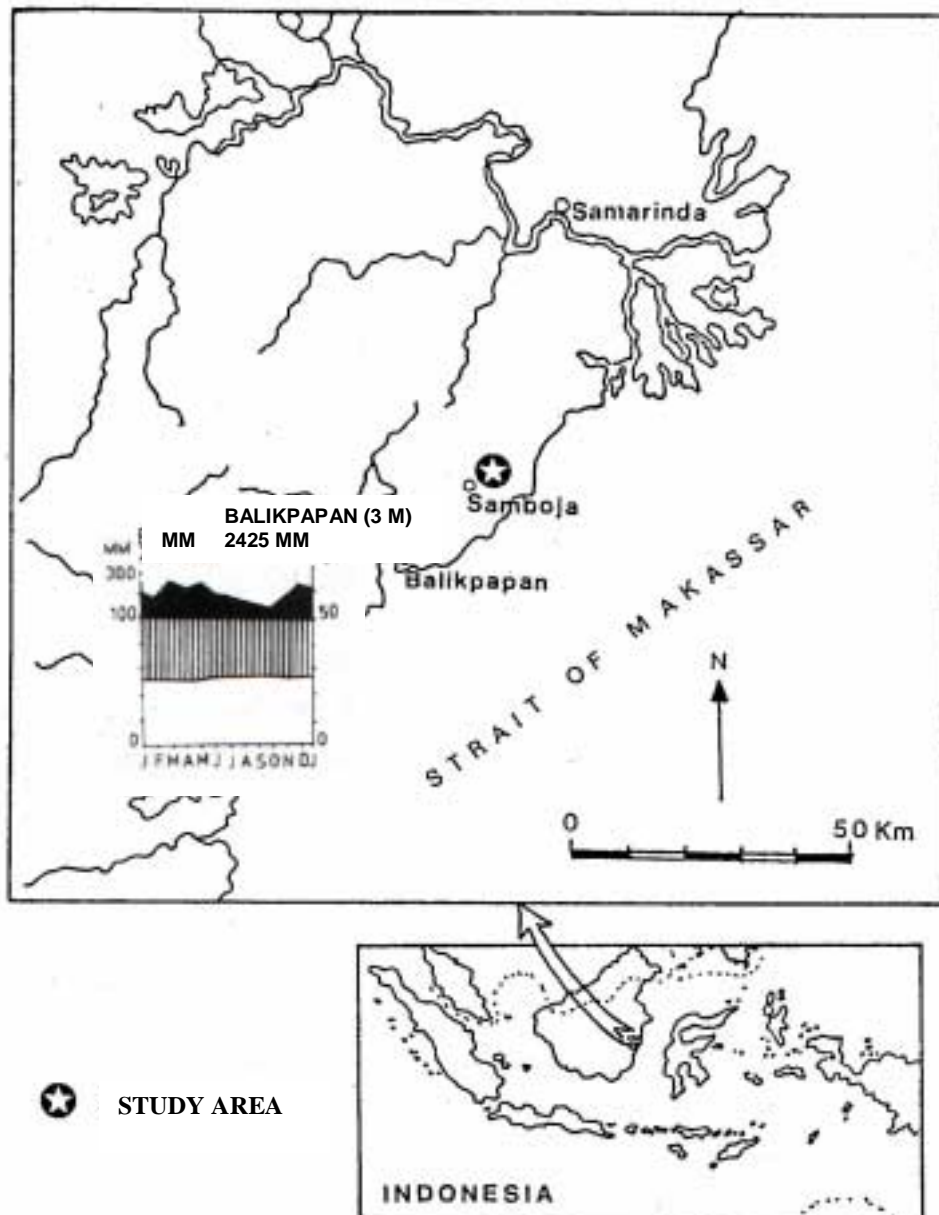 Samarinda
Samboja
BALIKPAPAN (3 M)
MM 2425 MM
MM
300
100
50
0
0
J F M A M J J A S O N D J
Balikpapan
STRAIT OF MAKASSAR
N
0
50 Km
STUDY AREA
INDONESIA